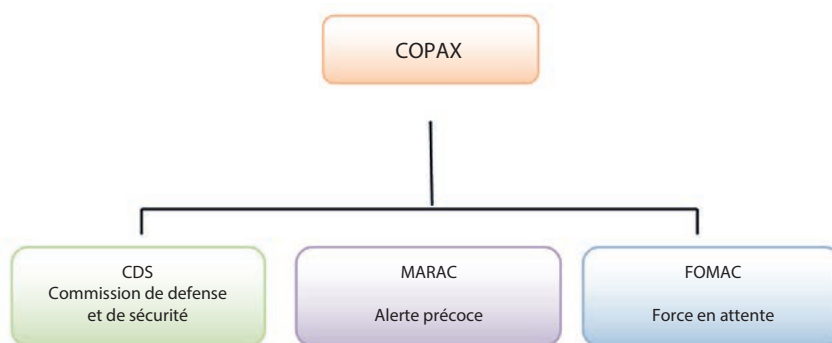 COPAX
CDS
Commission de defense
et de sécurité
MARAC
Alerte précoce
FOMAC
Force en attente